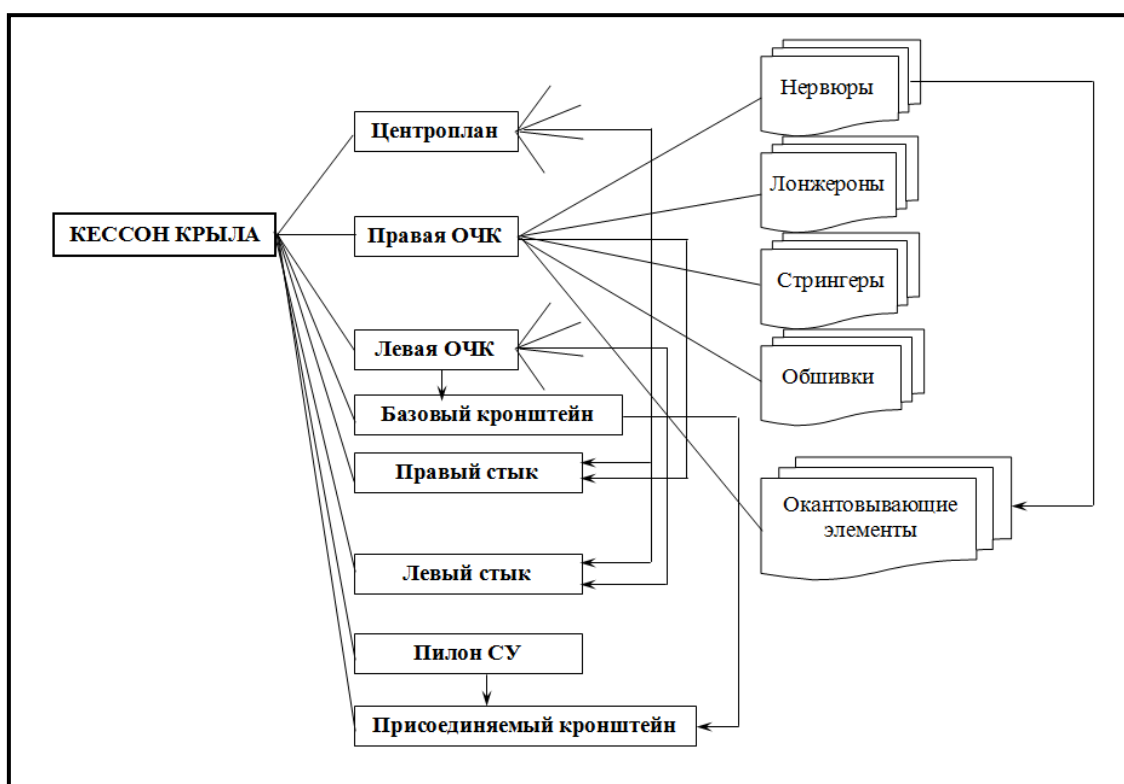 КЕССОН КРЫЛА
Центроплан
Правая ОЧК
Левая ОЧК
Базовый кронштейн
Правый стык
Левый стык
Пилон СУ
Присоединяемый кронштейн
Нервюры
Лонжероны
Стрингеры
Обшивки
Окантовывающие
элементы